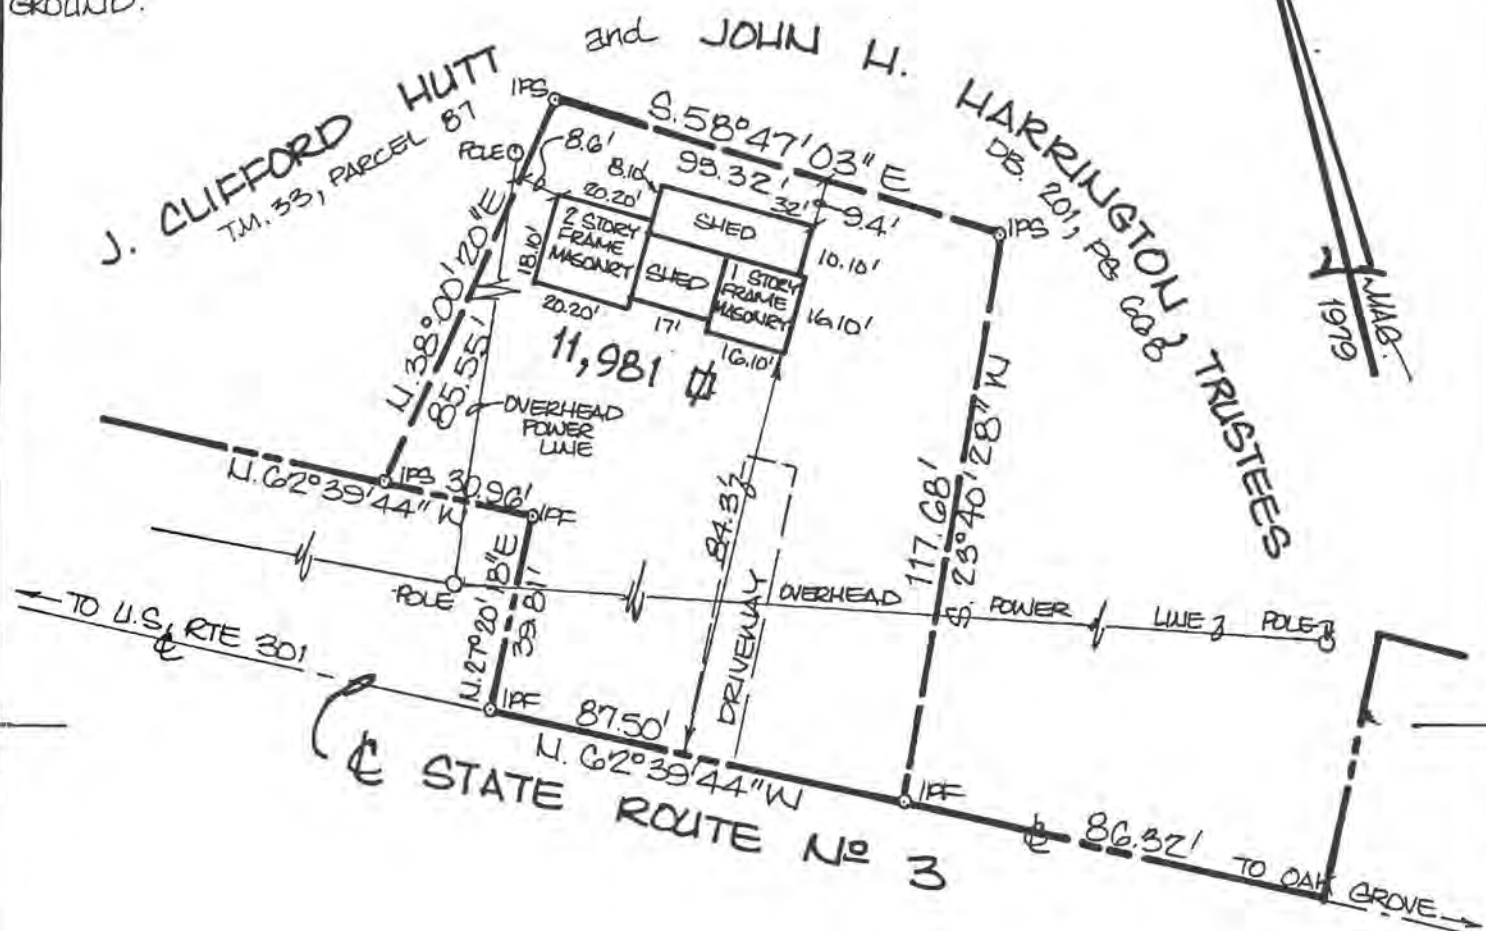 GROUND.
and JOHN H. HARRINGTON, TRUSTEES
J. CLIFFORD HUTT
T.M. 33, PARCEL 87
DB. 201, PG 608
IPS
S. 58° 47' 03" E
95.32'
POLE
8.6'
8.10'
20.20'
32'
9.4'
IPS
SHED
2 STORY
FRAME
MASONRY
18.10'
SHED
1 STORY
FRAME
MASONRY
10.10'
16.10'
20.20'
17'
16.10'
11,981
MAG.
1979
N. 38° 00' 20" E
85.55'
OVERHEAD
POWER
LINE
IPS
30.96'
N. 62° 39' 44" W
IPF
84.3'
117.68'
S. 23° 40' 28" W
N. 27° 20' 18" E
39.81'
POLE
DRIVEWAY
OVERHEAD POWER LINE
POLE
TO U.S. RTE 301
℄
IPF
87.50'
N. 62° 39' 44" W
IPF
℄ STATE ROUTE Nº 3
℄
86.32'
TO OAK GROVE